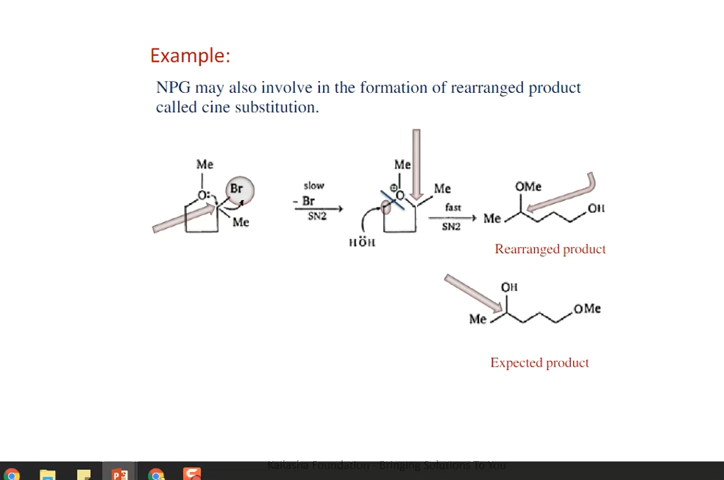 Example:
NPG may also involve in the formation of rearranged product
called cine substitution.
Me
O:
Br
Me
slow
- Br
SN2
Me
⊕
O
Me
HÖH
fast
SN2
OMe
Me
OH
Rearranged product
OH
Me
OMe
Expected product
Kailasha Foundation - Bringing Solutions To You